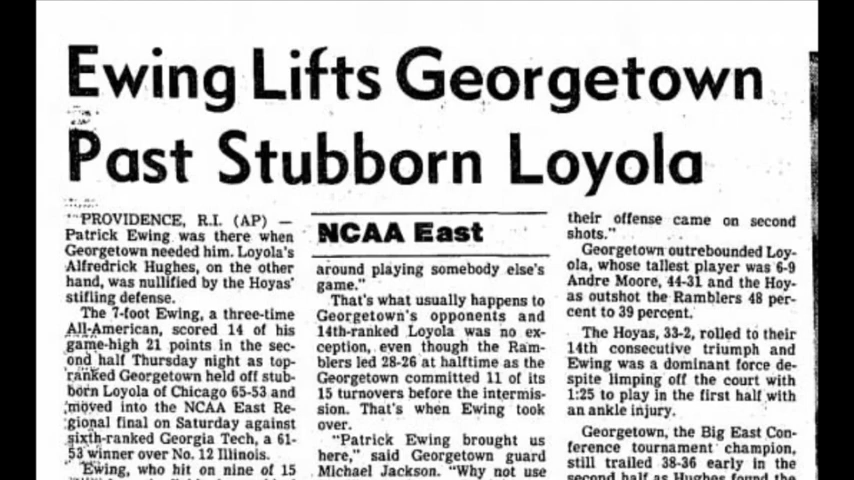 Ewing Lifts Georgetown
Past Stubborn Loyola
PROVIDENCE, R.I. (AP) —
Patrick Ewing was there when
Georgetown needed him. Loyola's
Alfredrick Hughes, on the other
hand, was nullified by the Hoyas'
stifling defense.
The 7-foot Ewing, a three-time
All-American, scored 14 of his
game-high 21 points in the sec-
ond half Thursday night as top-
ranked Georgetown held off stub-
born Loyola of Chicago 65-53 and
moved into the NCAA East Re-
gional final on Saturday against
sixth-ranked Georgia Tech, a 61-
53 winner over No. 12 Illinois.
Ewing, who hit on nine of 15
NCAA East
around playing somebody else's
game."
That's what usually happens to
Georgetown's opponents and
14th-ranked Loyola was no ex-
ception, even though the Ram-
blers led 28-26 at halftime as the
Georgetown committed 11 of its
15 turnovers before the intermis-
sion. That's when Ewing took
over.
"Patrick Ewing brought us
here," said Georgetown guard
Michael Jackson. "Why not use
their offense came on second
shots."
Georgetown outrebounded Loy-
ola, whose tallest player was 6-9
Andre Moore, 44-31 and the Hoy-
as outshot the Ramblers 48 per-
cent to 39 percent.
The Hoyas, 33-2, rolled to their
14th consecutive triumph and
Ewing was a dominant force de-
spite limping off the court with
1:25 to play in the first half with
an ankle injury.
Georgetown, the Big East Con-
ference tournament champion,
still trailed 38-36 early in the
second half as Hughes found the